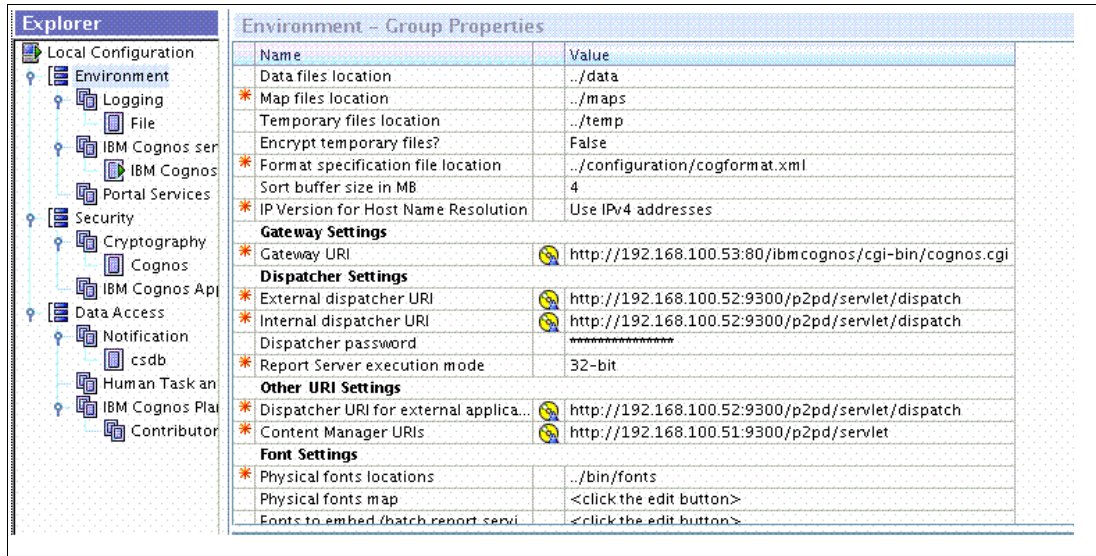 Explorer
Local Configuration
Environment
Logging
File
IBM Cognos ser
IBM Cognos
Portal Services
Security
Cryptography
Cognos
IBM Cognos Ap
Data Access
Notification
csdb
Human Task an
IBM Cognos Pla
Contributor
Environment - Group Properties
Name Value
Data files location ../data
* Map files location ../maps
Temporary files location ../temp
Encrypt temporary files? False
* Format specification file location ../configuration/cogformat.xml
Sort buffer size in MB 4
* IP Version for Host Name Resolution Use IPv4 addresses
Gateway Settings
* Gateway URI http://192.168.100.53:80/ibmcognos/cgi-bin/cognos.cgi
Dispatcher Settings
* External dispatcher URI http://192.168.100.52:9300/p2pd/servlet/dispatch
* Internal dispatcher URI http://192.168.100.52:9300/p2pd/servlet/dispatch
Dispatcher password ****************
* Report Server execution mode 32-bit
Other URI Settings
* Dispatcher URI for external applica... http://192.168.100.52:9300/p2pd/servlet/dispatch
* Content Manager URIs http://192.168.100.51:9300/p2pd/servlet
Font Settings
* Physical fonts locations ../bin/fonts
Physical fonts map <click the edit button>
Fonts to embed (batch report servi <click the edit button>